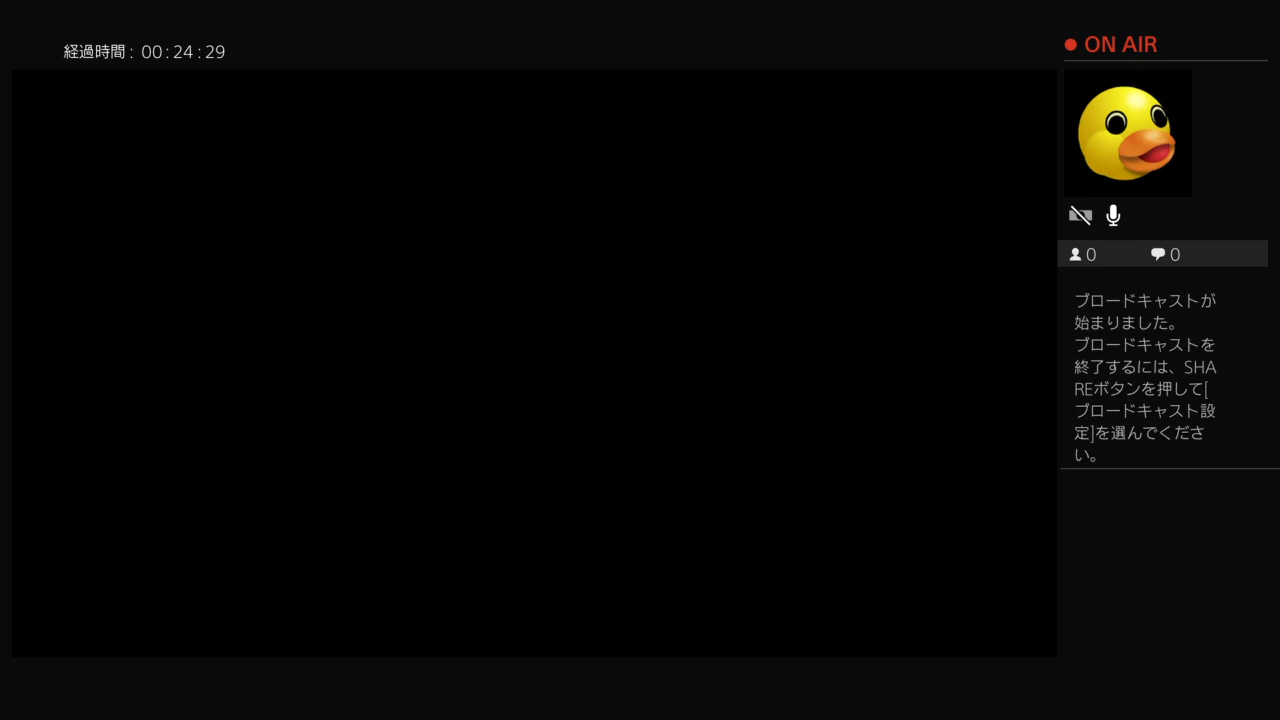 経過時間 : 00 : 24 : 29
ON AIR
0
0
ブロードキャストが
始まりました。
ブロードキャストを
終了するには、SHA
REボタンを押して[
ブロードキャスト設
定]を選んでくださ
い。